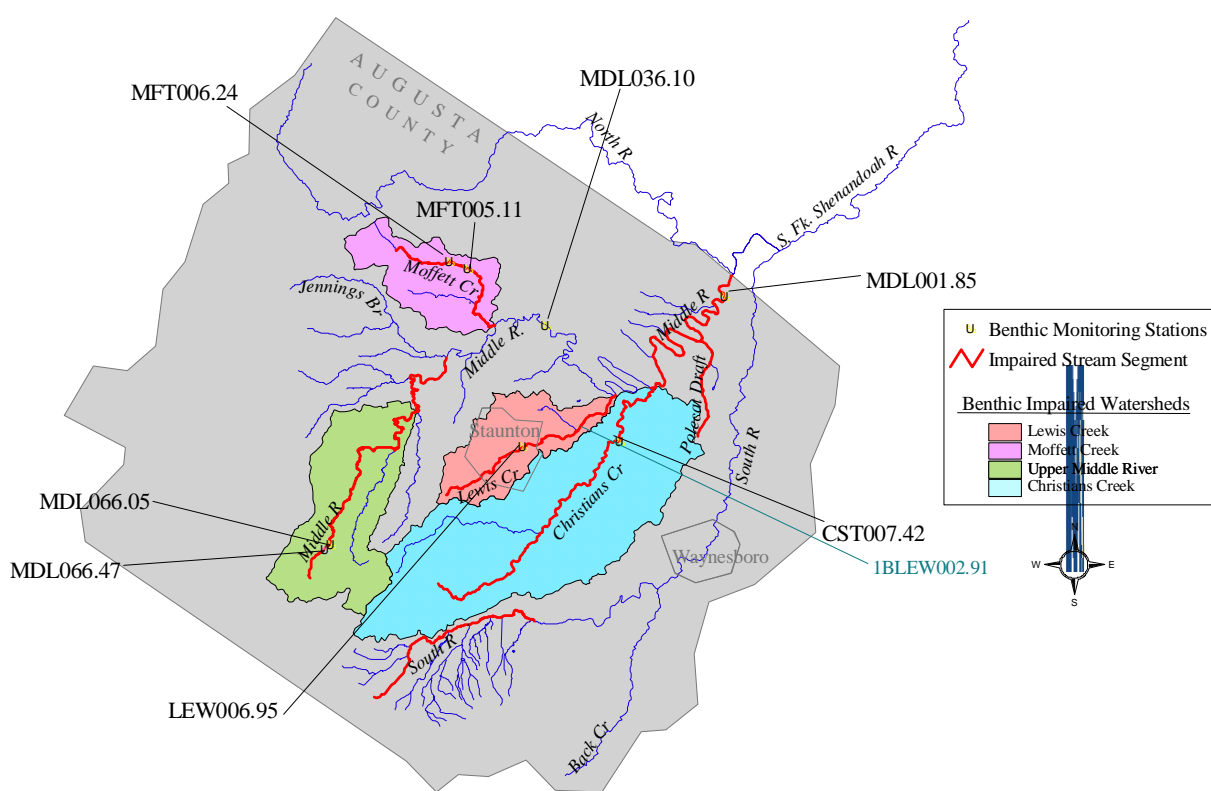 AUGUSTA
COUNTY
MDL036.10
MFT006.24
North R
S. Fk. Shenandoah R
MFT005.11
Moffett Cr
Jennings Br
MDL001.85
Middle R
Middle R.
Polecat Draft
South R
U Benthic Monitoring Stations
Impaired Stream Segment
Benthic Impaired Watersheds
Lewis Creek
Moffett Creek
Upper Middle River
Christians Creek
Staunton
Lewis Cr
Christians Cr
MDL066.05
Middle R
MDL066.47
CST007.42
Waynesboro
1BLEW002.91
N
W
E
S
South R
LEW006.95
Back Cr